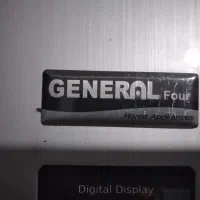 GENERAL Four
Home Appliances
Digital Display